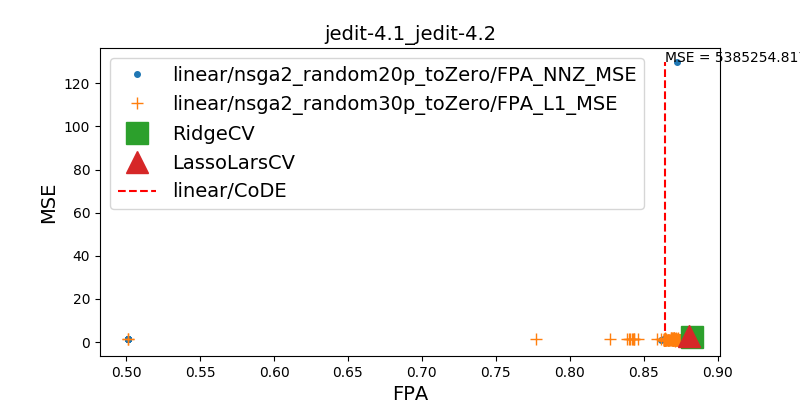 jedit-4.1_jedit-4.2
MSE = 5385254.817
linear/nsga2_random20p_toZero/FPA_NNZ_MSE
linear/nsga2_random30p_toZero/FPA_L1_MSE
RidgeCV
LassoLarsCV
linear/CoDE
MSE
120
100
80
60
40
20
0
0.50 0.55 0.60 0.65 0.70 0.75 0.80 0.85 0.90
FPA